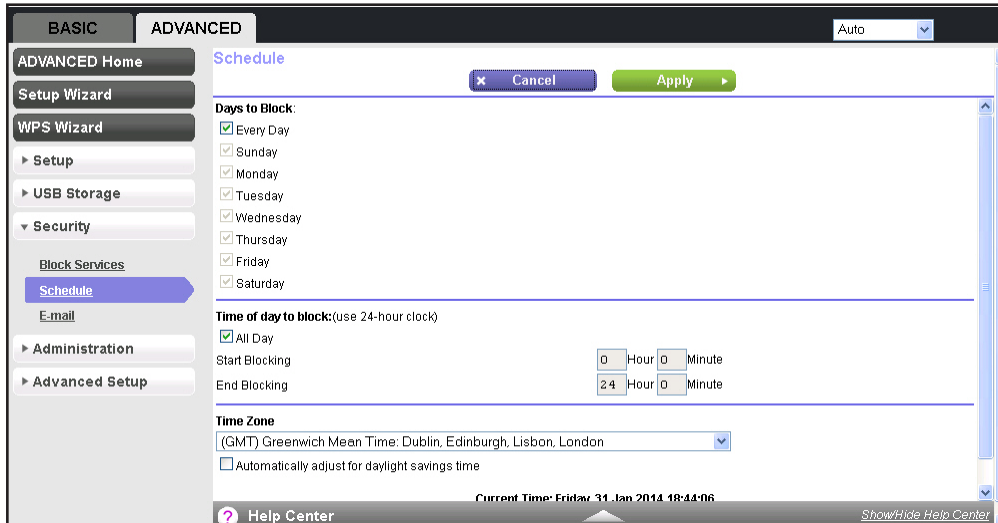 BASIC ADVANCED Auto
ADVANCED Home
Setup Wizard
WPS Wizard
Setup
USB Storage
Security
Block Services
Schedule
E-mail
Administration
Advanced Setup
Schedule
Cancel Apply
Days to Block:
Every Day
Sunday
Monday
Tuesday
Wednesday
Thursday
Friday
Saturday
Time of day to block:(use 24-hour clock)
All Day
Start Blocking 0 Hour 0 Minute
End Blocking 24 Hour 0 Minute
Time Zone
(GMT) Greenwich Mean Time: Dublin, Edinburgh, Lisbon, London
Automatically adjust for daylight savings time
Current Time: Friday, 31 Jan 2014 18:44:06
? Help Center Show/Hide Help Center